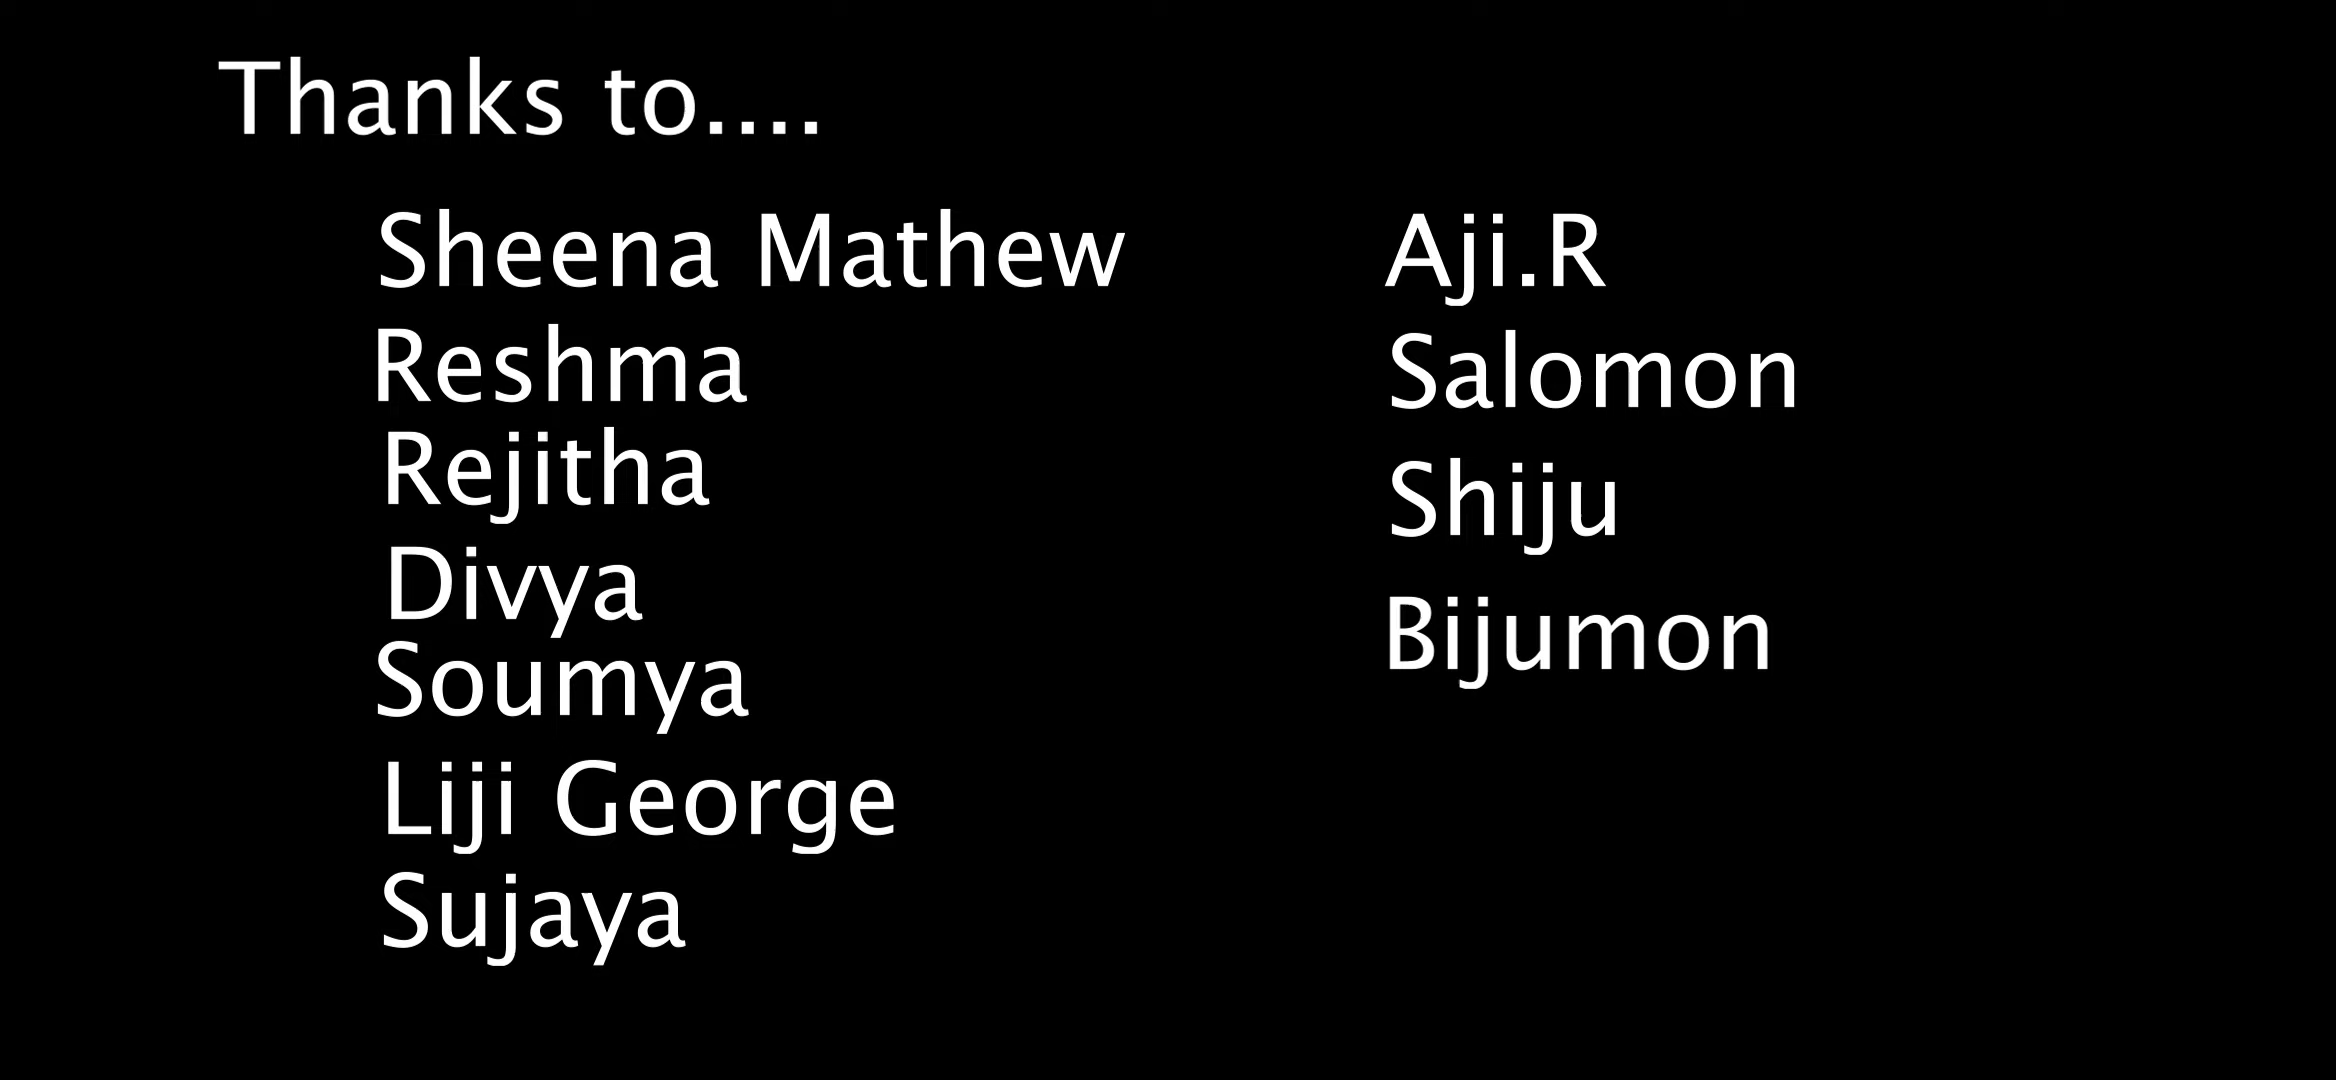 Thanks to....
Sheena Mathew
Reshma
Rejitha
Divya
Soumya
Liji George
Sujaya
Aji.R
Salomon
Shiju
Bijumon